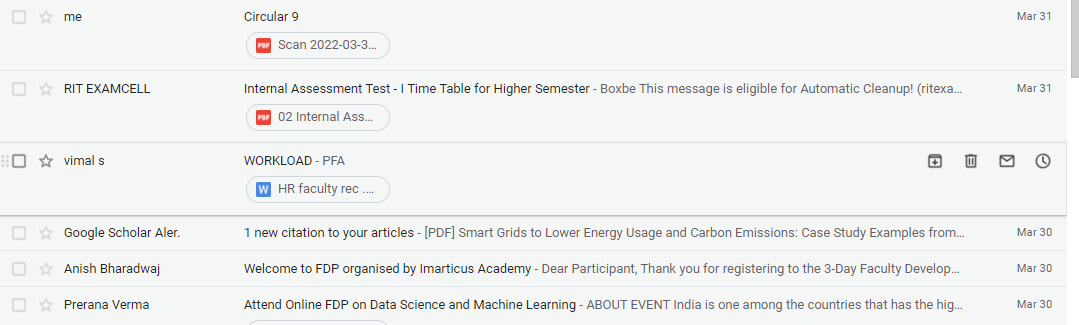 me Circular 9 Mar 31
PDF Scan 2022-03-3...
RIT EXAMCELL Internal Assessment Test - I Time Table for Higher Semester - Boxbe This message is eligible for Automatic Cleanup! (ritexa... Mar 31
PDF 02 Internal Ass...
vimal s WORKLOAD - PFA
W HR faculty rec ....
Google Scholar Aler. 1 new citation to your articles - [PDF] Smart Grids to Lower Energy Usage and Carbon Emissions: Case Study Examples from... Mar 30
Anish Bharadwaj Welcome to FDP organised by Imarticus Academy - Dear Participant, Thank you for registering to the 3-Day Faculty Develop... Mar 30
Prerana Verma Attend Online FDP on Data Science and Machine Learning - ABOUT EVENT India is one among the countries that has the hig... Mar 30